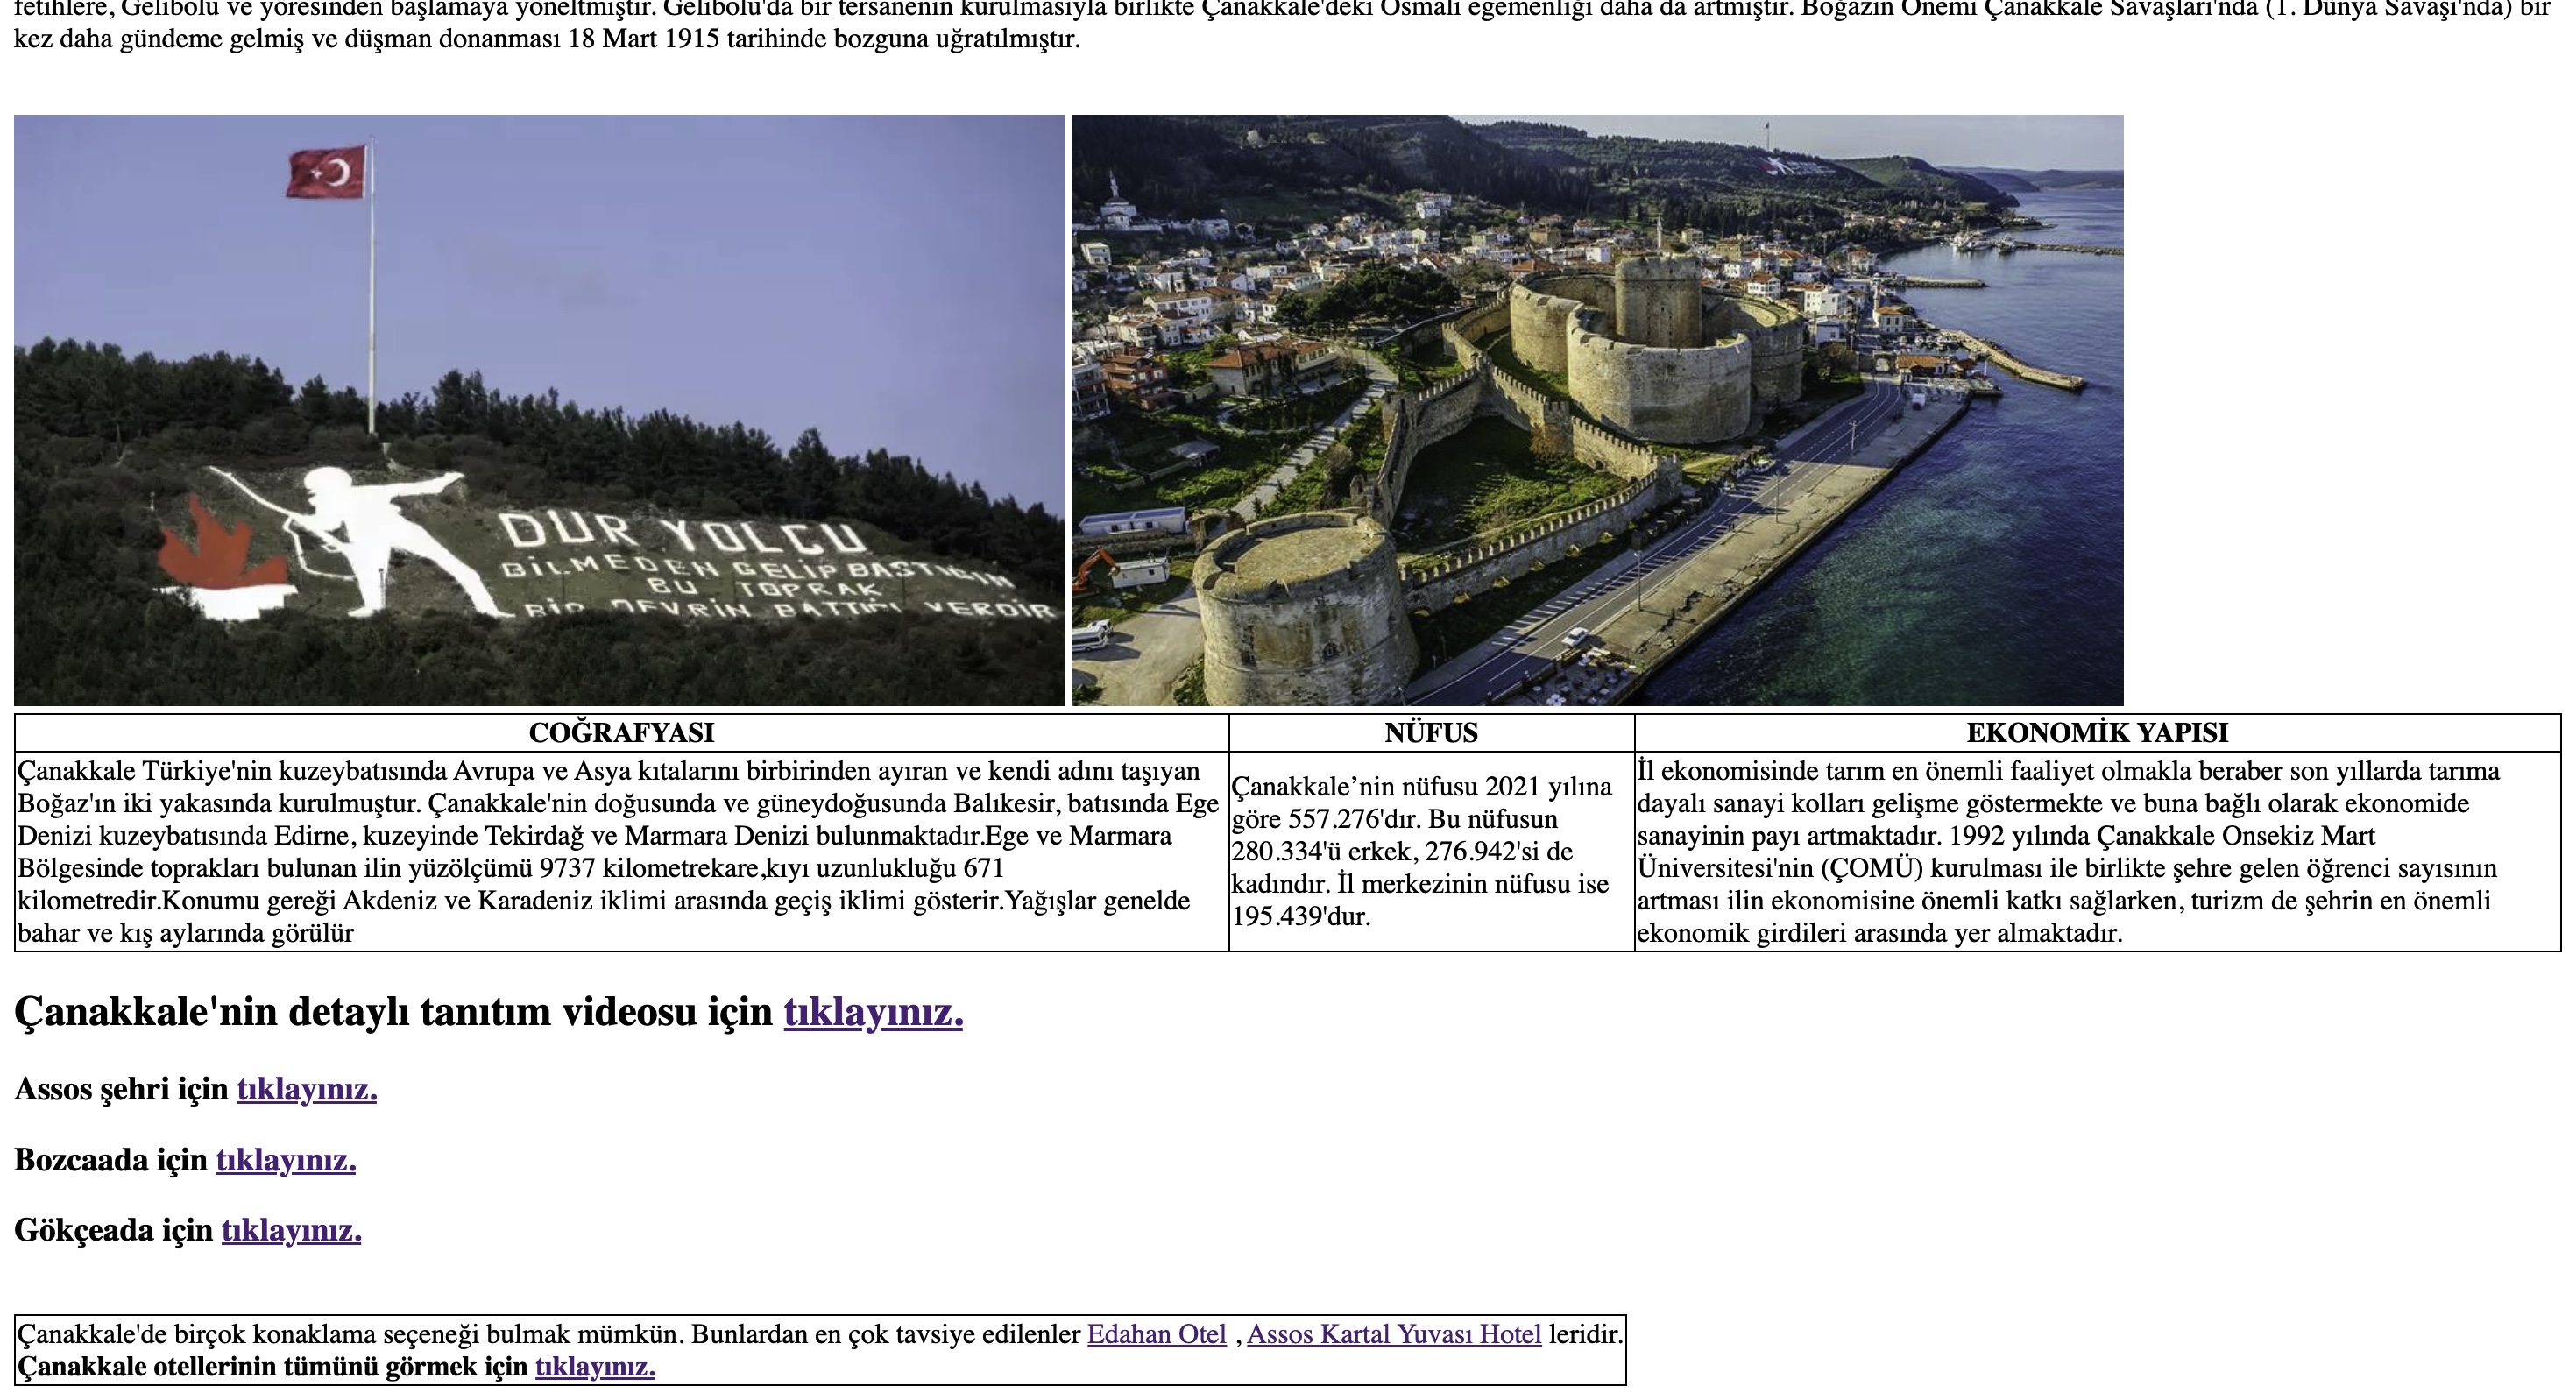 fetihlere, Gelibolu ve yöresinden başlamaya yöneltmiştir. Gelibolu'da bir tersanenin kurulmasıyla birlikte Çanakkale'deki Osmalı egemenliği daha da artmıştır. Boğazın Önemi Çanakkale Savaşları'nda (1. Dünya Savaşı'nda) bir
kez daha gündeme gelmiş ve düşman donanması 18 Mart 1915 tarihinde bozguna uğratılmıştır.
DUR YOLCU
BİLMEDEN GELİP BASTIĞIN
BU TOPRAK
BİR DEVRİN BATTIĞI YERDİR
COĞRAFYASI
Çanakkale Türkiye'nin kuzeybatısında Avrupa ve Asya kıtalarını birbirinden ayıran ve kendi adını taşıyan
Boğaz'ın iki yakasında kurulmuştur. Çanakkale'nin doğusunda ve güneydoğusunda Balıkesir, batısında Ege
Denizi kuzeybatısında Edirne, kuzeyinde Tekirdağ ve Marmara Denizi bulunmaktadır.Ege ve Marmara
Bölgesinde toprakları bulunan ilin yüzölçümü 9737 kilometrekare,kıyı uzunlukluğu 671
kilometredir.Konumu gereği Akdeniz ve Karadeniz iklimi arasında geçiş iklimi gösterir.Yağışlar genelde
bahar ve kış aylarında görülür
NÜFUS
Çanakkale’nin nüfusu 2021 yılına
göre 557.276'dır. Bu nüfusun
280.334'ü erkek, 276.942'si de
kadındır. İl merkezinin nüfusu ise
195.439'dur.
EKONOMİK YAPISI
İl ekonomisinde tarım en önemli faaliyet olmakla beraber son yıllarda tarıma
dayalı sanayi kolları gelişme göstermekte ve buna bağlı olarak ekonomide
sanayinin payı artmaktadır. 1992 yılında Çanakkale Onsekiz Mart
Üniversitesi'nin (ÇOMÜ) kurulması ile birlikte şehre gelen öğrenci sayısının
artması ilin ekonomisine önemli katkı sağlarken, turizm de şehrin en önemli
ekonomik girdileri arasında yer almaktadır.
Çanakkale'nin detaylı tanıtım videosu için tıklayınız.
Assos şehri için tıklayınız.
Bozcaada için tıklayınız.
Gökçeada için tıklayınız.
Çanakkale'de birçok konaklama seçeneği bulmak mümkün. Bunlardan en çok tavsiye edilenler Edahan Otel , Assos Kartal Yuvası Hotel leridir.
Çanakkale otellerinin tümünü görmek için tıklayınız.